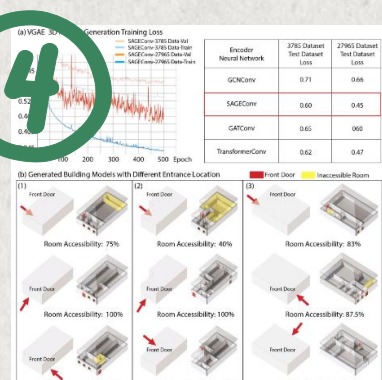 (a) VGAE 3D Generation Training Loss
SAGEConv-3785 Data-Val
SAGEConv-3785 Data-Train
SAGEConv-27965 Data-Val
SAGEConv-27965 Data-Train
4
0.52
100 200 300 400 500 Epoch
Encoder Neural Network
3785 Dataset Test Dataset Loss
27965 Dataset Test Dataset Loss
GCNConv 0.71 0.66
SAGEConv 0.60 0.45
GATConv 0.65 060
TransformerConv 0.62 0.47
(b) Generated Building Models with Different Entrance Location
Front Door
Inaccessible Room
(1) (2) (3)
Front Door Front Door Front Door
Room Accessibility: 75% Room Accessibility: 40% Room Accessibility: 83%
Front Door Front Door Front Door
Room Accessibility: 100% Room Accessibility: 100% Room Accessibility: 87.5%
Front Door Front Door Front Door